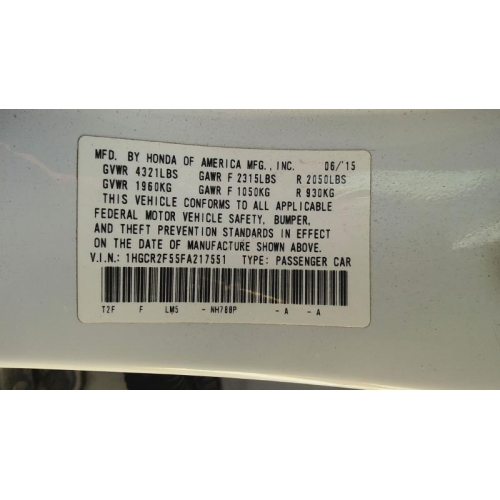 MFD. BY HONDA OF AMERICA MFG., INC. 06/'15
GVWR 4321LBS GAWR F 2315LBS R 2050LBS
GVWR 1960KG GAWR F 1050KG R 930KG
THIS VEHICLE CONFORMS TO ALL APPLICABLE
FEDERAL MOTOR VEHICLE SAFETY, BUMPER,
AND THEFT PREVENTION STANDARDS IN EFFECT
ON THE DATE OF MANUFACTURE SHOWN ABOVE.
V.I.N.: 1HGCR2F55FA217551 TYPE: PASSENGER CAR
T2F F LM5 - NH788P - A - A